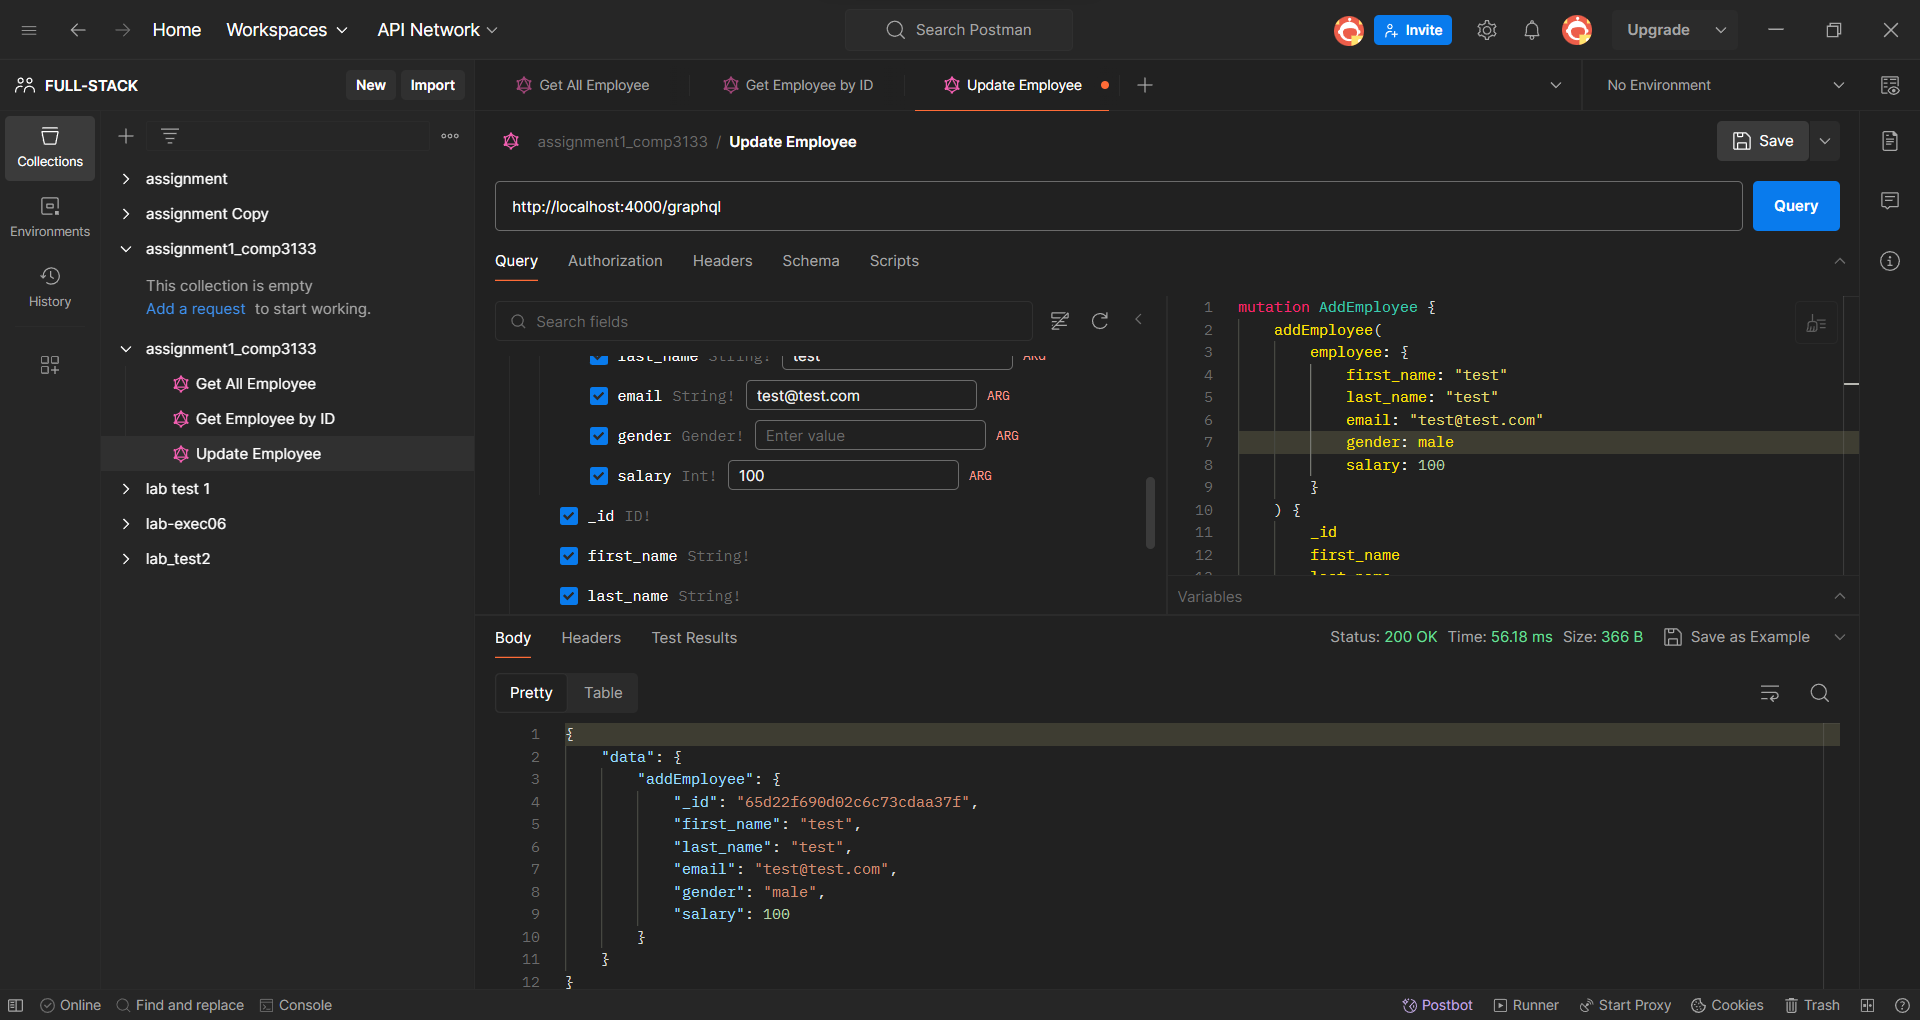 Home
Workspaces
API Network
Search Postman
Invite
Upgrade
FULL-STACK
New
Import
Get All Employee
Get Employee by ID
Update Employee
No Environment
Collections
Environments
History
assignment
assignment Copy
assignment1_comp3133
This collection is empty
Add a request to start working.
assignment1_comp3133
Get All Employee
Get Employee by ID
Update Employee
lab test 1
lab-exec06
lab_test2
assignment1_comp3133 / Update Employee
Save
http://localhost:4000/graphql
Query
Query
Authorization
Headers
Schema
Scripts
Search fields
last_name String! test ARG
email String! test@test.com ARG
gender Gender! Enter value ARG
salary Int! 100 ARG
_id ID!
first_name String!
last_name String!
1 mutation AddEmployee {
2 addEmployee(
3 employee: {
4 first_name: "test"
5 last_name: "test"
6 email: "test@test.com"
7 gender: male
8 salary: 100
9 }
10 ) {
11 _id
12 first_name
13 last_name
Variables
Body
Headers
Test Results
Status: 200 OK Time: 56.18 ms Size: 366 B
Save as Example
Pretty
Table
1 {
2 "data": {
3 "addEmployee": {
4 "_id": "65d22f690d02c6c73cdaa37f",
5 "first_name": "test",
6 "last_name": "test",
7 "email": "test@test.com",
8 "gender": "male",
9 "salary": 100
10 }
11 }
12 }
Online
Find and replace
Console
Postbot
Runner
Start Proxy
Cookies
Trash